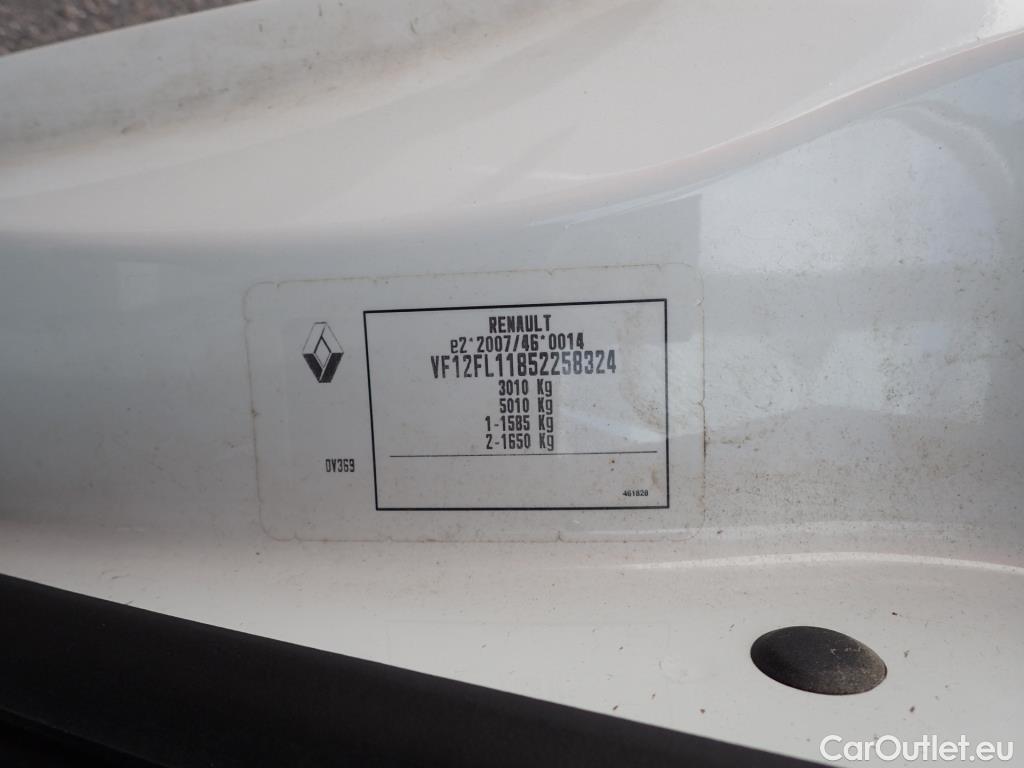 RENAULT
e2*2007/46*0014
VF12FL11852258324
3010 Kg
5010 Kg
1-1585 Kg
2-1650 Kg
DV369
461820
CarOutlet.eu